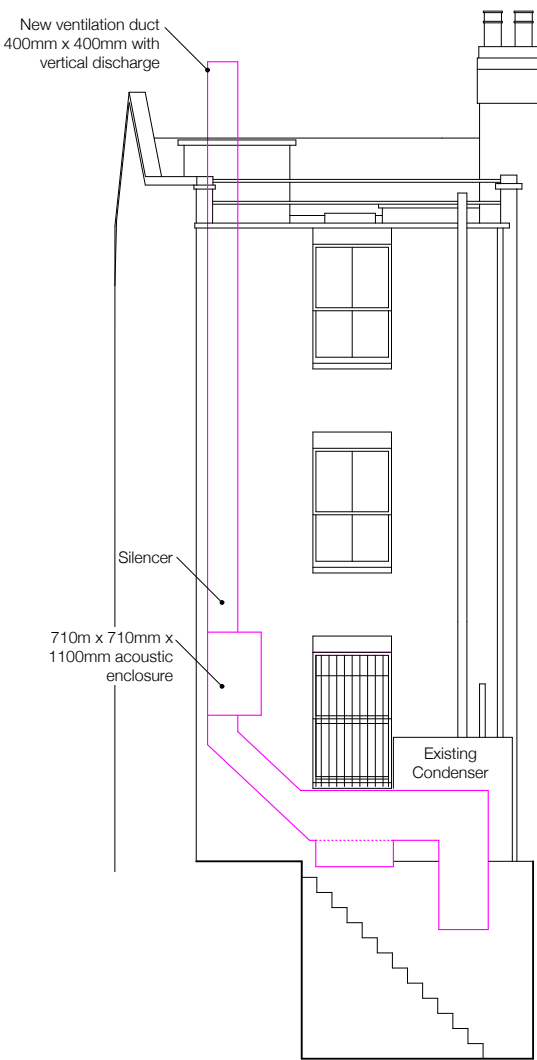 New ventilation duct
400mm x 400mm with
vertical discharge
Silencer
710m x 710mm x
1100mm acoustic
enclosure
Existing
Condenser